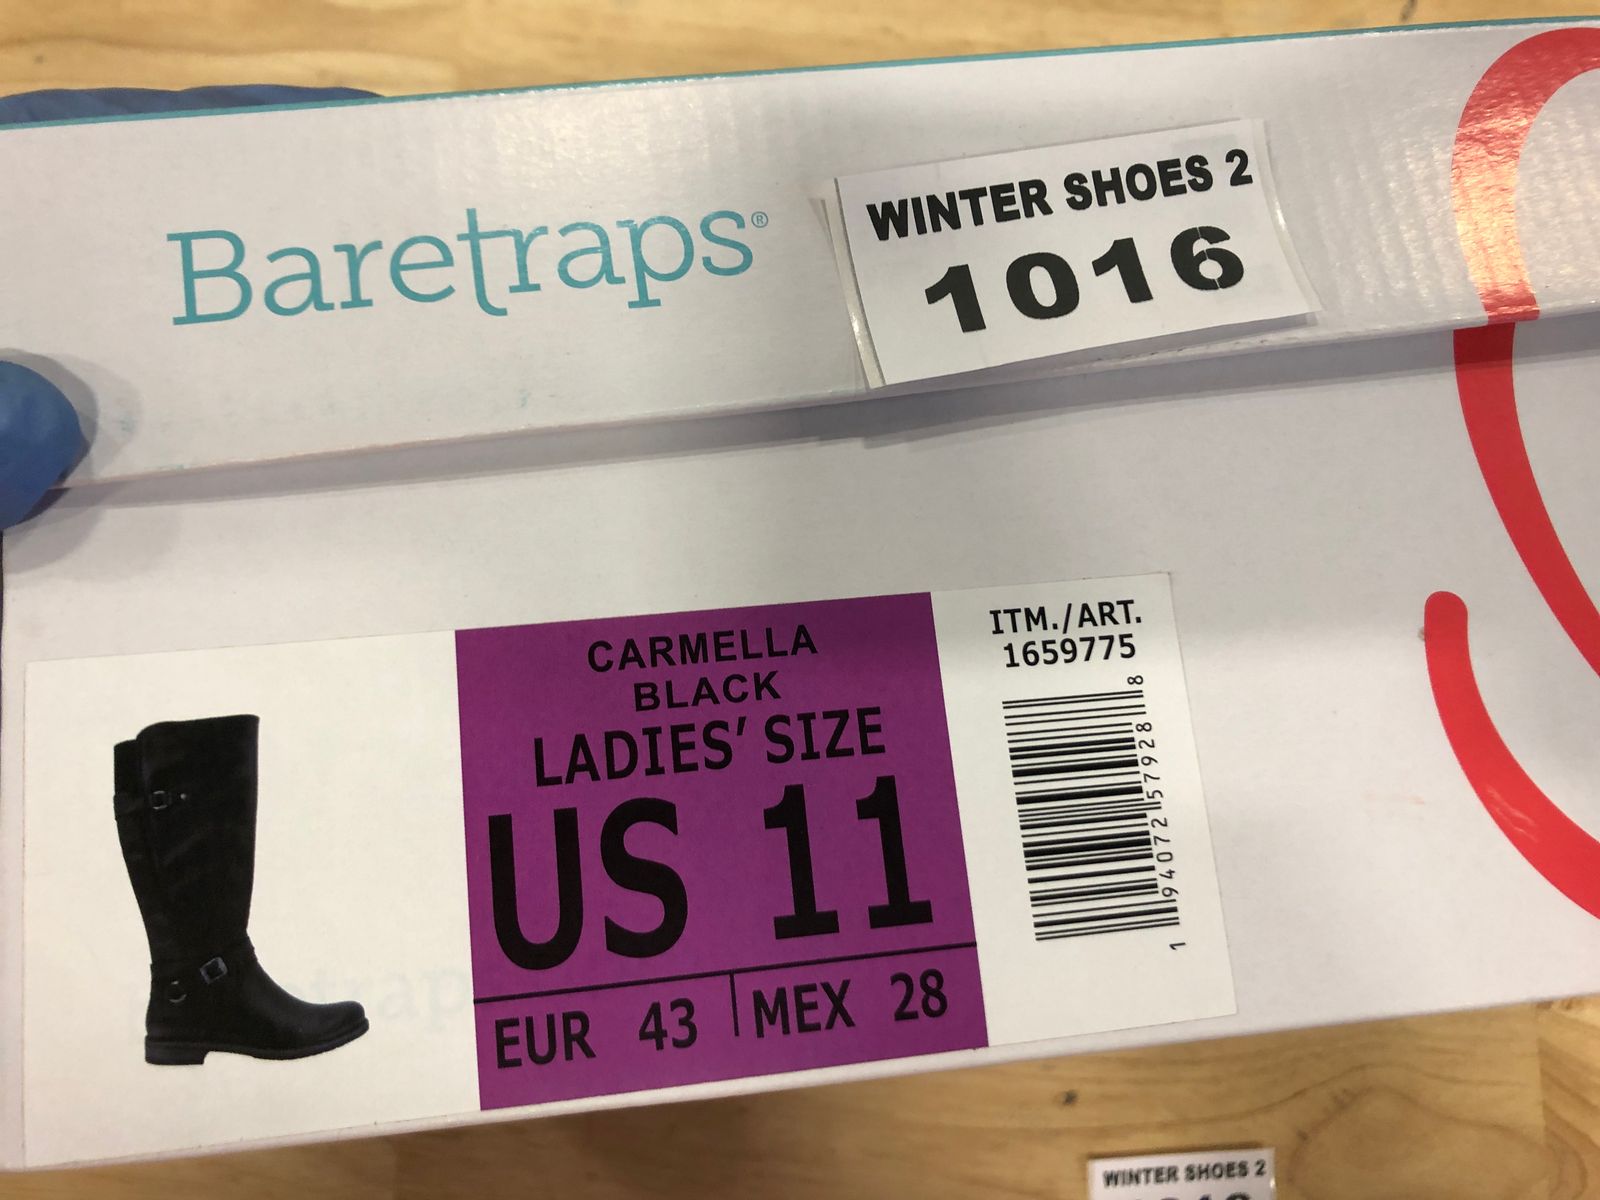 Baretraps®
WINTER SHOES 2
1016
CARMELLA
BLACK
LADIES' SIZE
US 11
EUR 43
MEX 28
ITM./ART.
1659775
1 94072 57928 8
WINTER SHOES 2